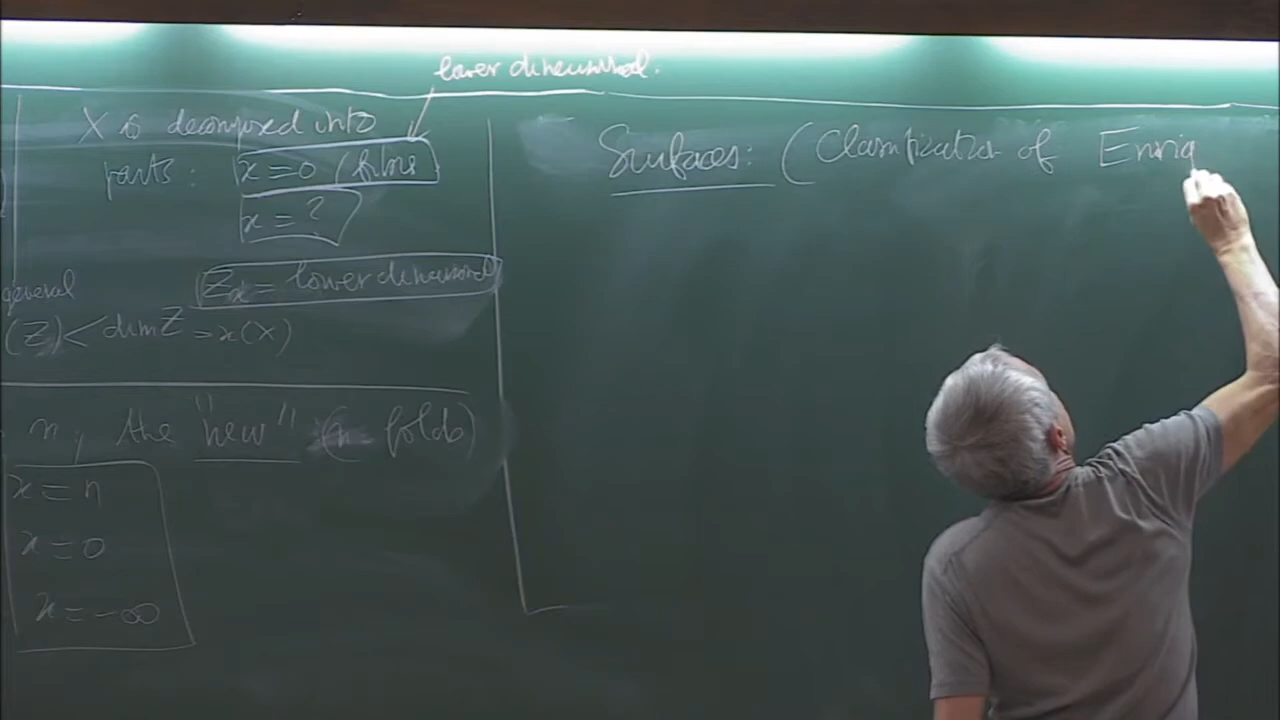 lower dimensional.
X is decomposed into
parts: x=0 (fibres
x = ?
general Z_x = lower dimensional
(Z) < dim Z = x(X)
n, the "new" (n folds)
x = n
x = 0
x = -∞
Surfaces: (Classification of Enriq